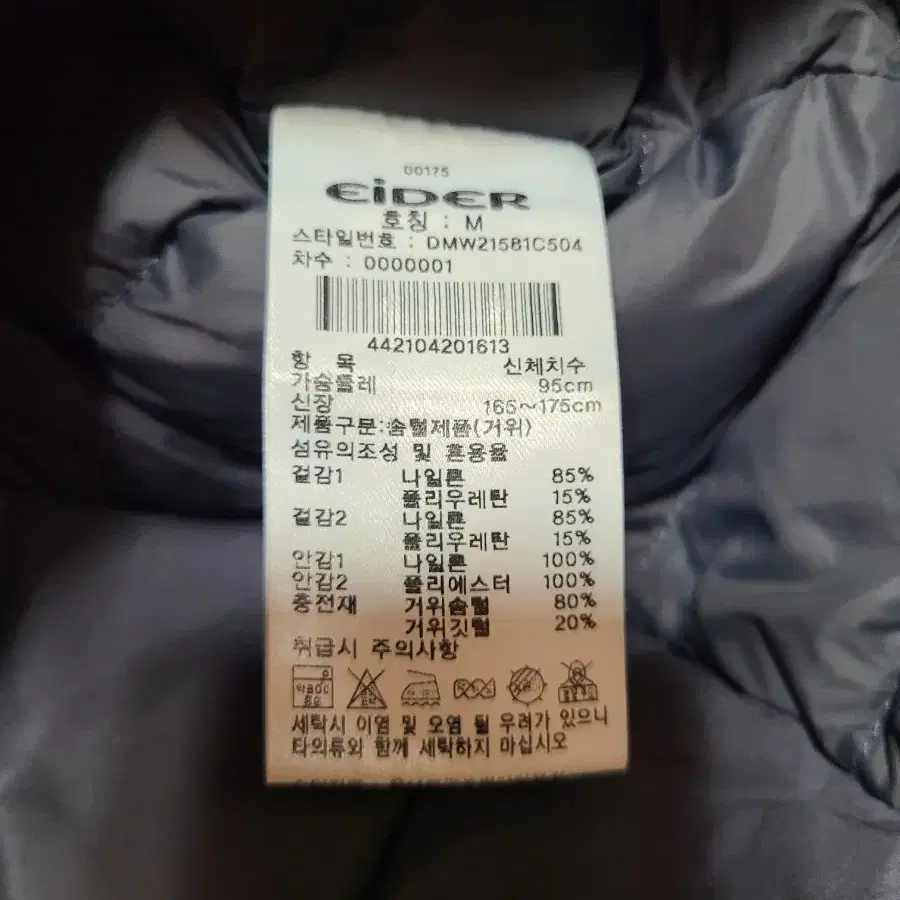 00175
EiDER
호칭 : M
스타일번호 : DMW21581C504
차수 : 0000001
442104201613
항 목 신체치수
가슴둘레 95cm
신장 165~175cm
제품구분:솜털제품(거위)
섬유의조성 및 혼용율
겉감1 나일론 85%
폴리우레탄 15%
겉감2 나일론 85%
폴리우레탄 15%
안감1 나일론 100%
안감2 폴리에스터 100%
충전재 거위솜털 80%
거위깃털 20%
취급시 주의사항
세탁시 이염 및 오염 될 우려가 있으니
타의류와 함께 세탁하지 마십시오